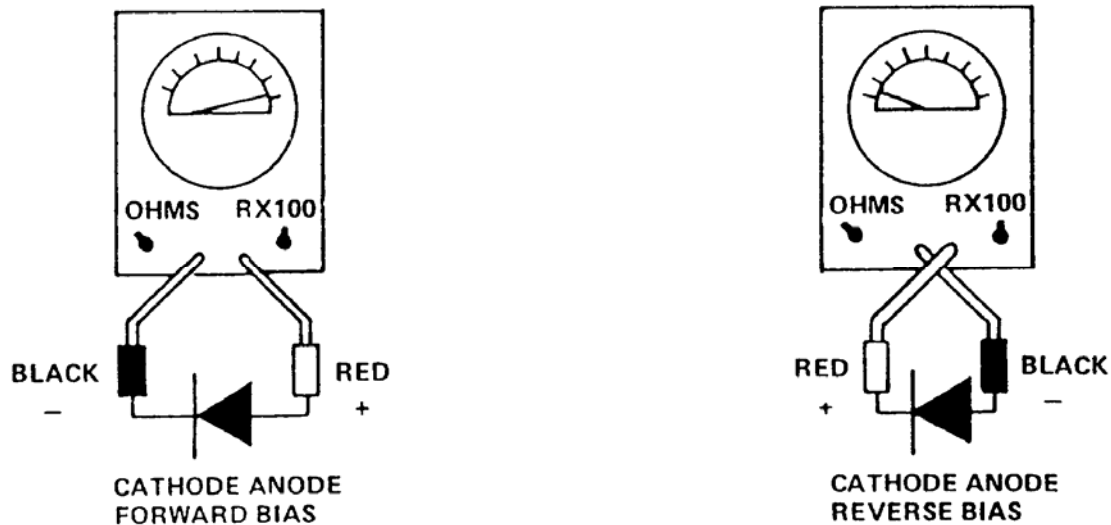 OHMS RX100
BLACK
−
RED
+
CATHODE ANODE
FORWARD BIAS
OHMS RX100
RED
+
BLACK
−
CATHODE ANODE
REVERSE BIAS